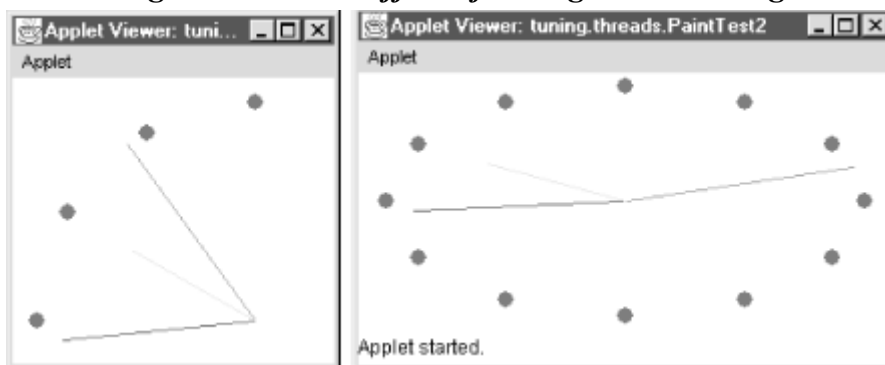 Applet Viewer: tuni...
Applet
Applet Viewer: tuning.threads.PaintTest2
Applet
Applet started.